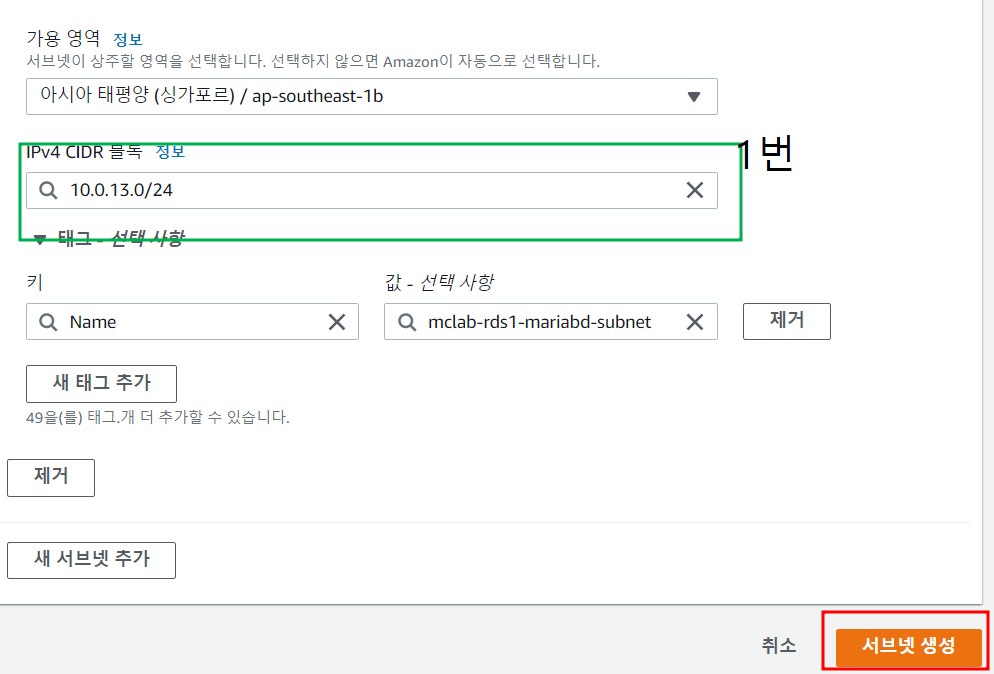 가용 영역 정보
서브넷이 상주할 영역을 선택합니다. 선택하지 않으면 Amazon이 자동으로 선택합니다.
아시아 태평양 (싱가포르) / ap-southeast-1b
IPv4 CIDR 블록 정보
1번
10.0.13.0/24
태그 - 선택 사항
키 값 - 선택 사항
Name mclab-rds1-mariabd-subnet 제거
새 태그 추가
49을(를) 태그.개 더 추가할 수 있습니다.
제거
새 서브넷 추가
취소 서브넷 생성